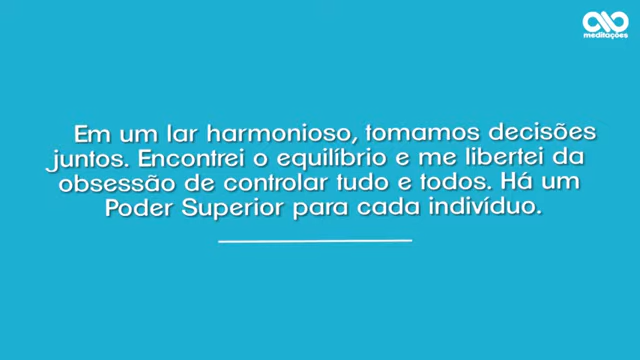 meditações
Em um lar harmonioso, tomamos decisões
juntos. Encontrei o equilíbrio e me libertei da
obsessão de controlar tudo e todos. Há um
Poder Superior para cada indivíduo.